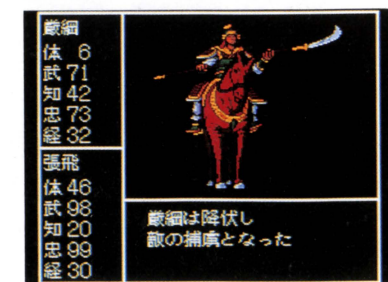 厳綱
体 6
武 71
知 42
忠 73
経 32
張飛
体 46
武 98
知 20
忠 99
経 30
厳綱は降伏し
敵の捕虜となった